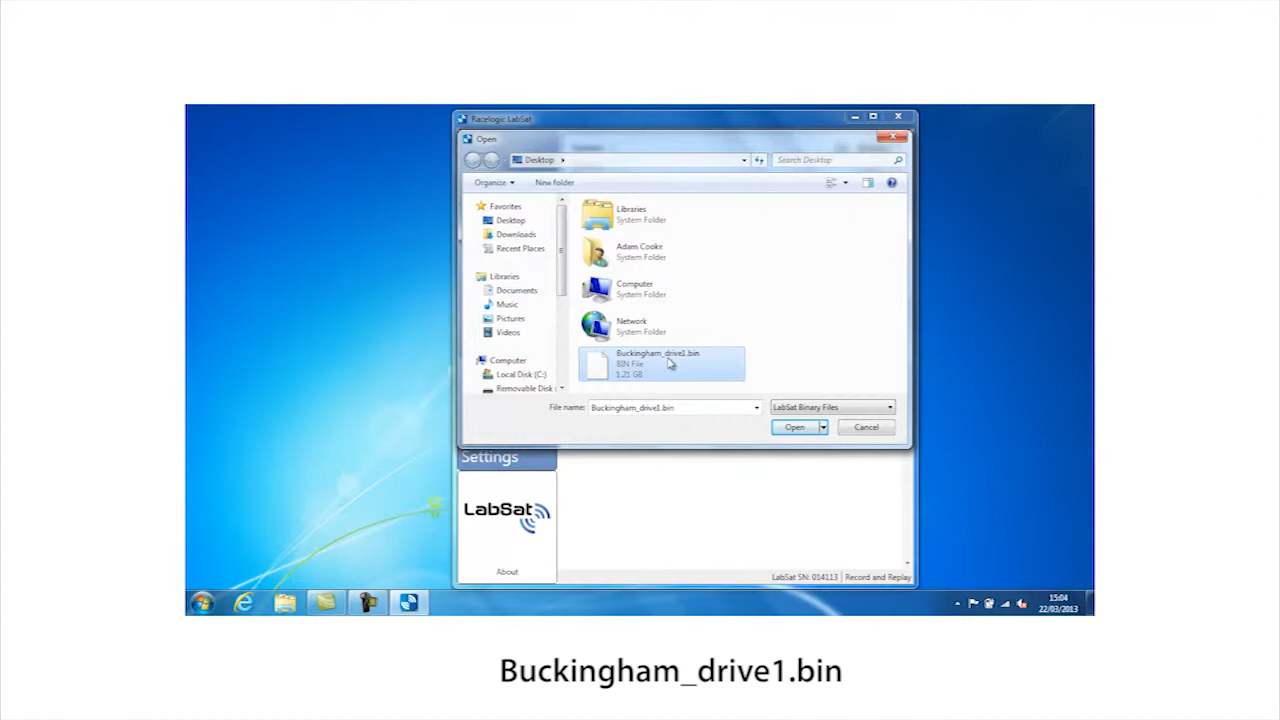 Racelogic LabSat
Open
Desktop
Search Desktop
Organize
New folder
Favorites
Desktop
Downloads
Recent Places
Libraries
Documents
Music
Pictures
Videos
Computer
Local Disk (C:)
Removable Disk
Libraries
System Folder
Adam Cooke
System Folder
Computer
System Folder
Network
System Folder
Buckingham_drive1.bin
BIN File
1.21 GB
File name:
Buckingham_drive1.bin
LabSat Binary Files
Open
Cancel
Settings
LabSat
About
LabSat SN: 014113
Record and Replay
15:04
22/03/2013
Buckingham_drive1.bin